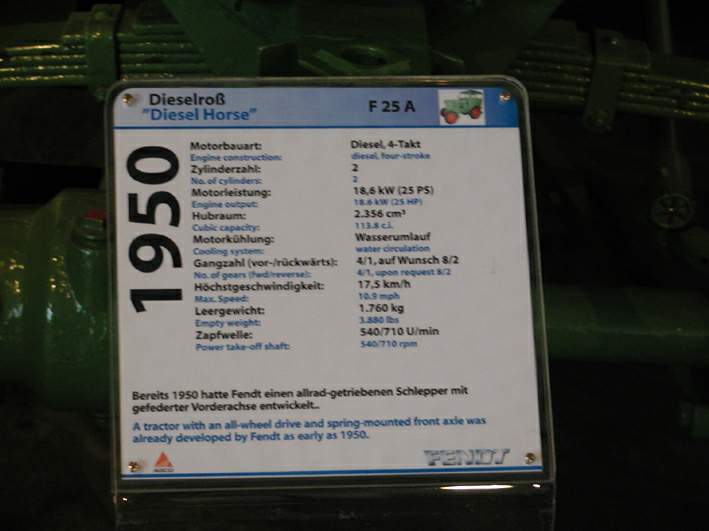 Dieselroß F 25 A
"Diesel Horse"
1950
Motorbauart: Diesel, 4-Takt
Engine construction: diesel, four-stroke
Zylinderzahl: 2
No. of cylinders: 2
Motorleistung: 18,6 kW (25 PS)
Engine output: 18.6 kW (25 HP)
Hubraum: 2.356 cm³
Cubic capacity: 113.8 c.i.
Motorkühlung: Wasserumlauf
Cooling system: water circulation
Gangzahl (vor-/rückwärts): 4/1, auf Wunsch 8/2
No. of gears (fwd/reverse): 4/1, upon request 8/2
Höchstgeschwindigkeit: 17,5 km/h
Max. Speed: 10.9 mph
Leergewicht: 1.760 kg
Empty weight: 3.880 lbs
Zapfwelle: 540/710 U/min
Power take-off shaft: 540/710 rpm
Bereits 1950 hatte Fendt einen allrad-getriebenen Schlepper mit
gefederter Vorderachse entwickelt..
A tractor with an all-wheel drive and spring-mounted front axle was
already developed by Fendt as early as 1950.
AGCO FENDT